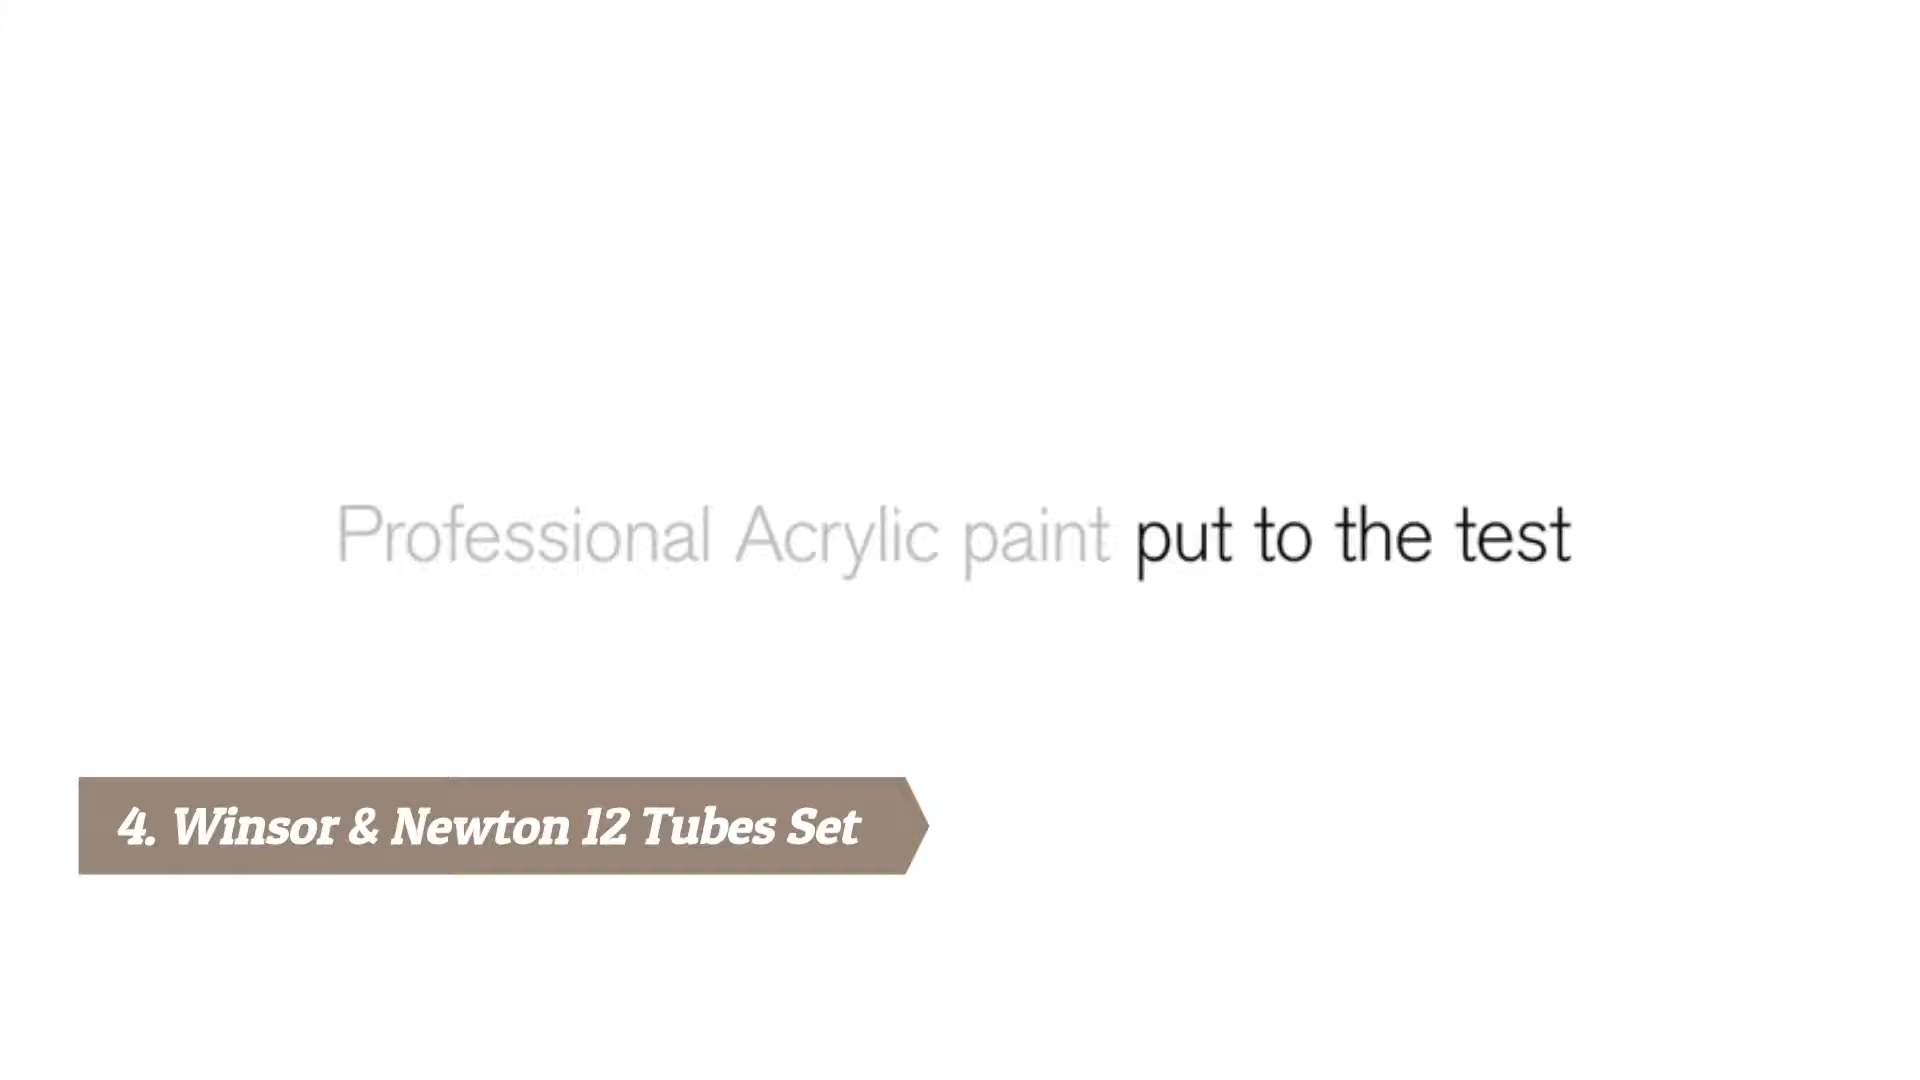 Professional Acrylic paint put to the test
4. Winsor & Newton 12 Tubes Set